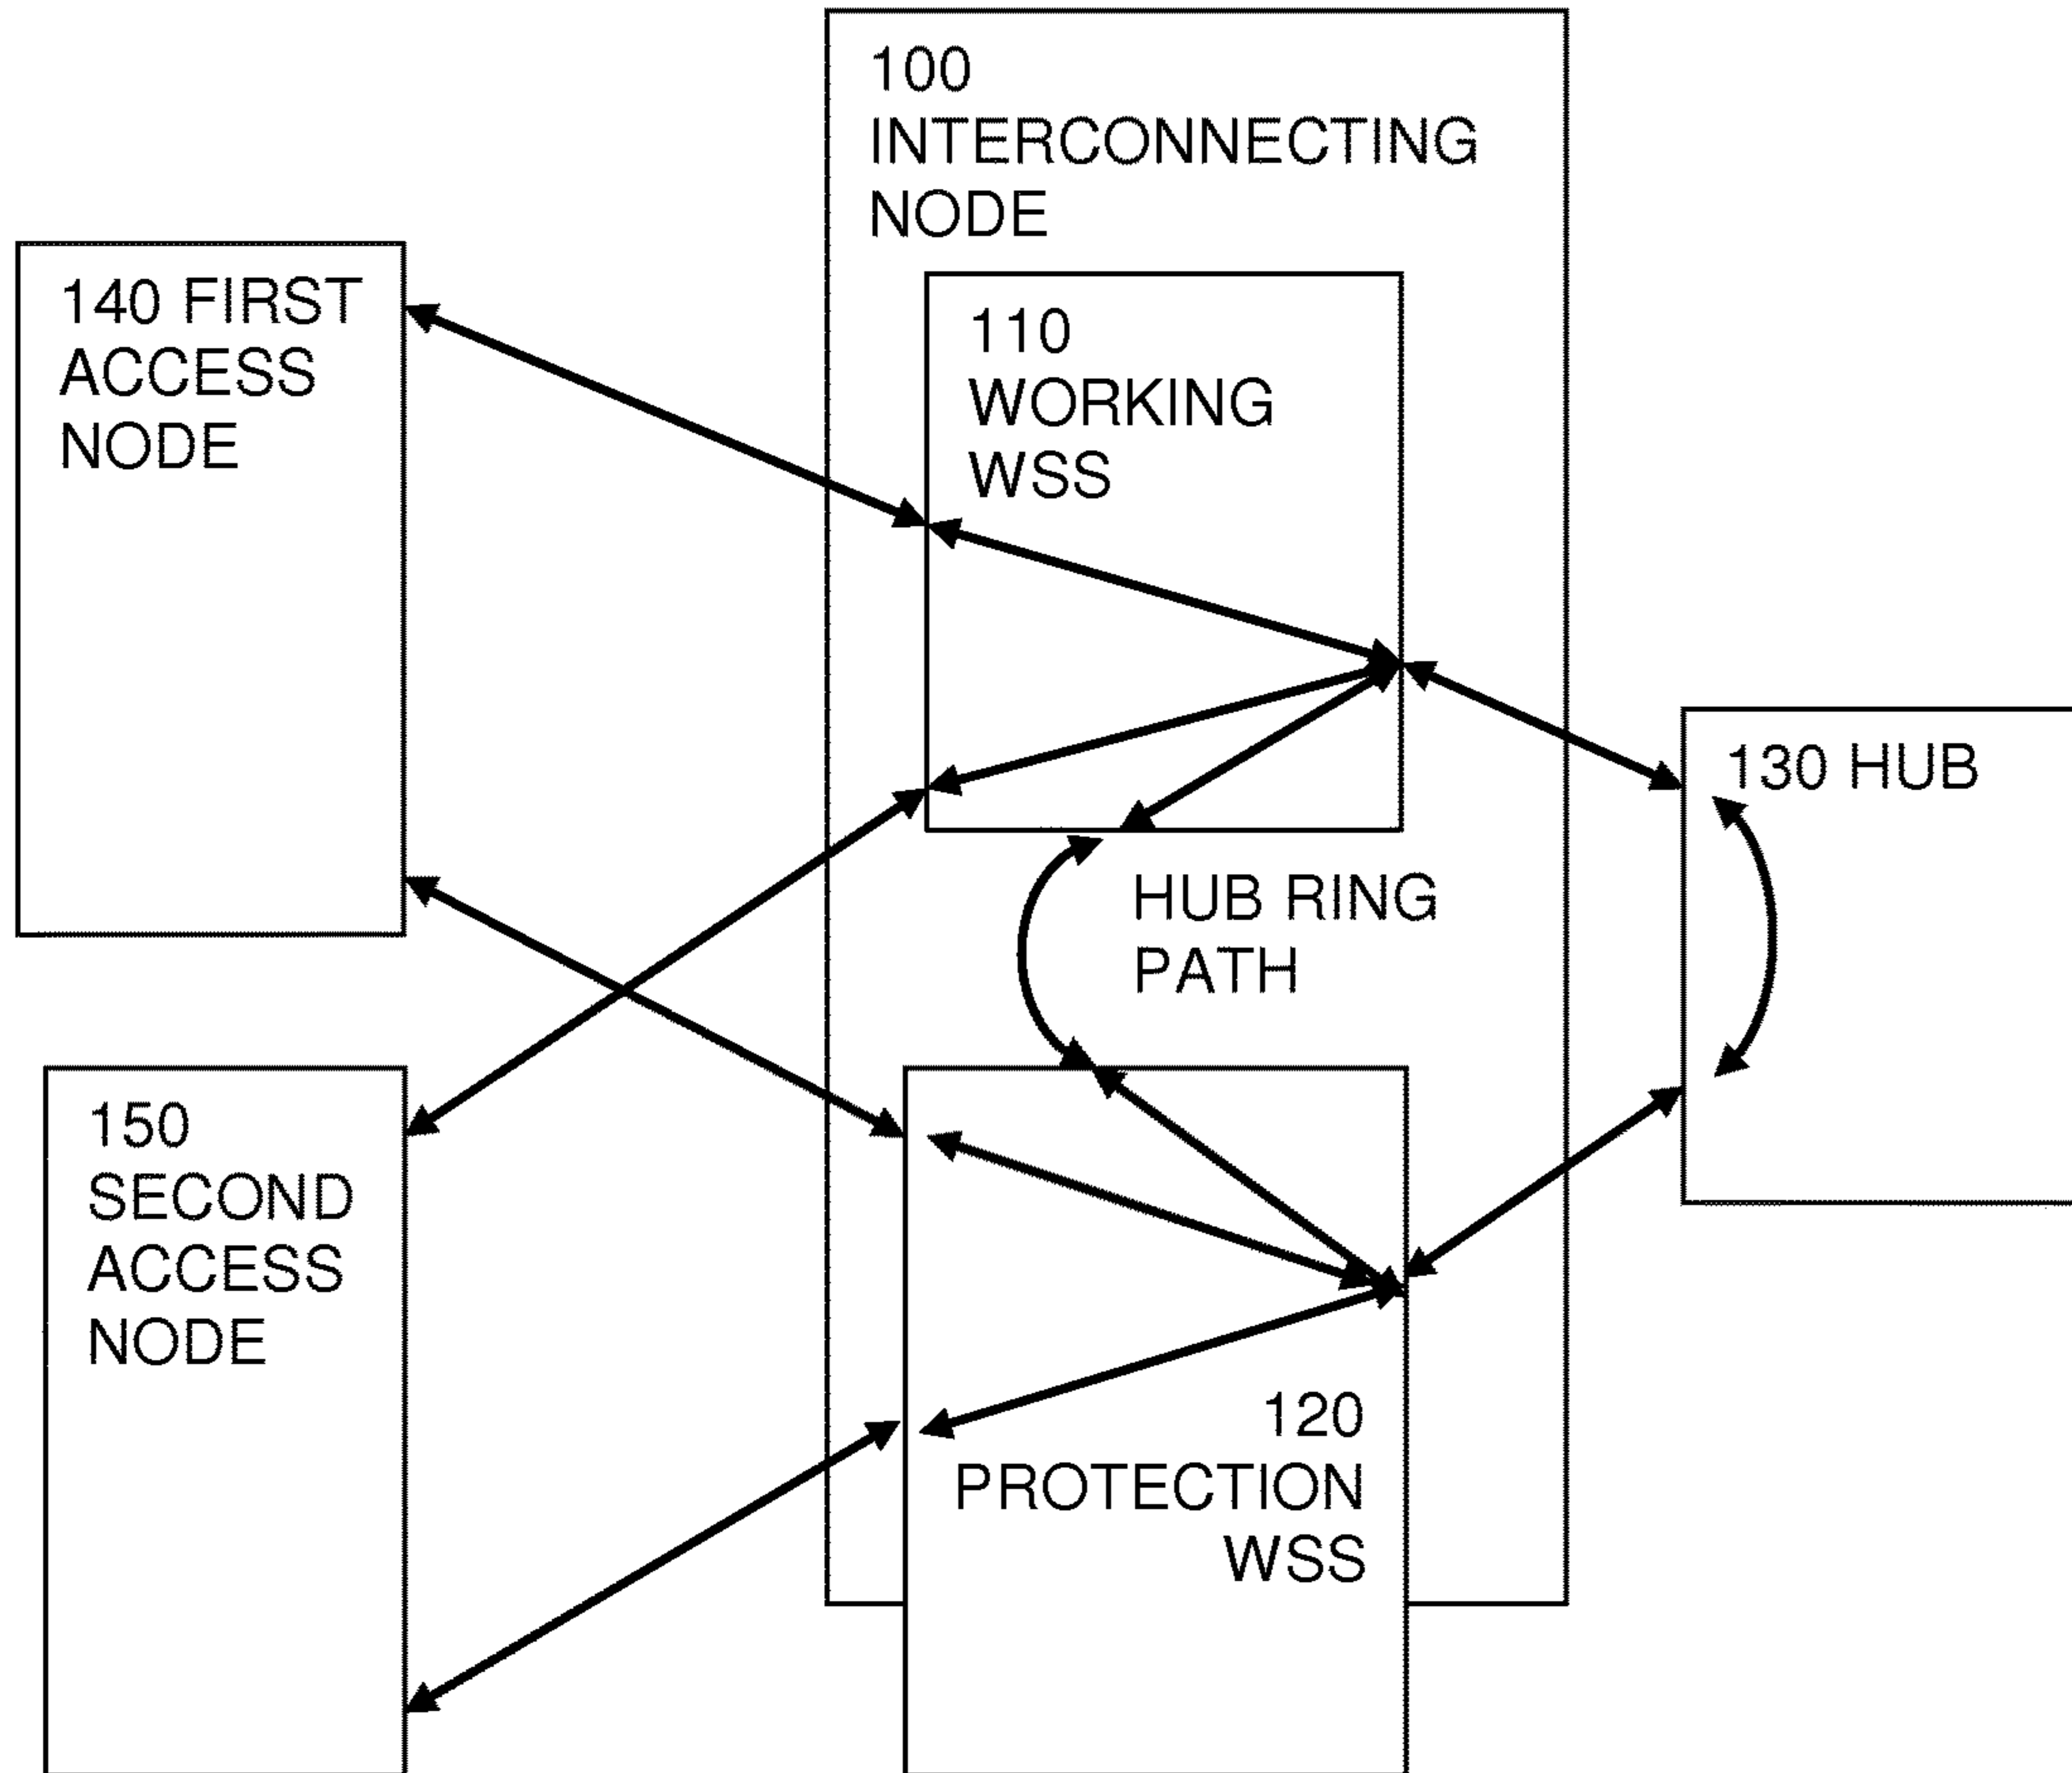 100
INTERCONNECTING
NODE
140 FIRST
ACCESS
NODE
110
WORKING
WSS
130 HUB
HUB RING
PATH
150
SECOND
ACCESS
NODE
120
PROTECTION
WSS